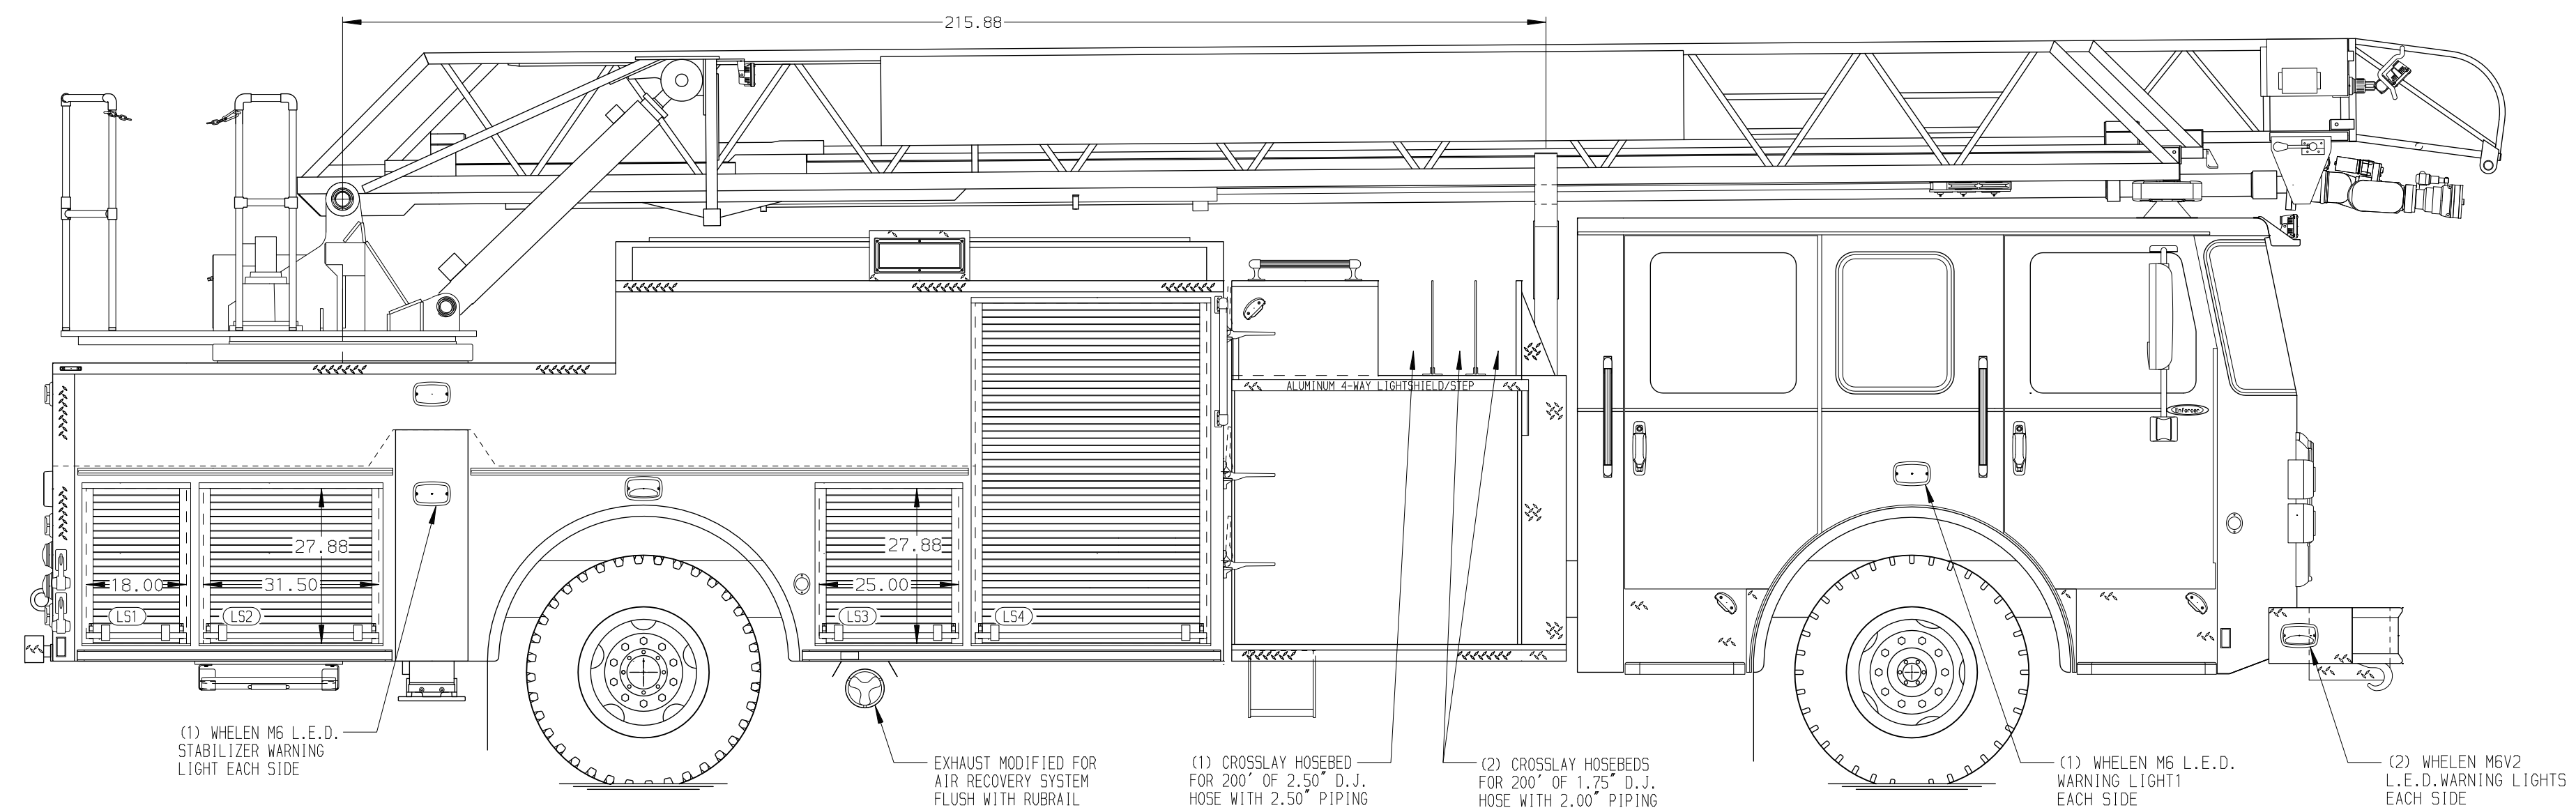 215.88
ALUMINUM 4-WAY LIGHTSHIELD/STEP
Enforcer
27.88
27.88
18.00
31.50
25.00
LS1
LS2
LS3
LS4
(1) WHELEN M6 L.E.D.
STABILIZER WARNING
LIGHT EACH SIDE
EXHAUST MODIFIED FOR
AIR RECOVERY SYSTEM
FLUSH WITH RUBRAIL
(1) CROSSLAY HOSEBED
FOR 200' OF 2.50" D.J.
HOSE WITH 2.50" PIPING
(2) CROSSLAY HOSEBEDS
FOR 200' OF 1.75" D.J.
HOSE WITH 2.00" PIPING
(1) WHELEN M6 L.E.D.
WARNING LIGHT1
EACH SIDE
(2) WHELEN M6V2
L.E.D.WARNING LIGHTS
EACH SIDE